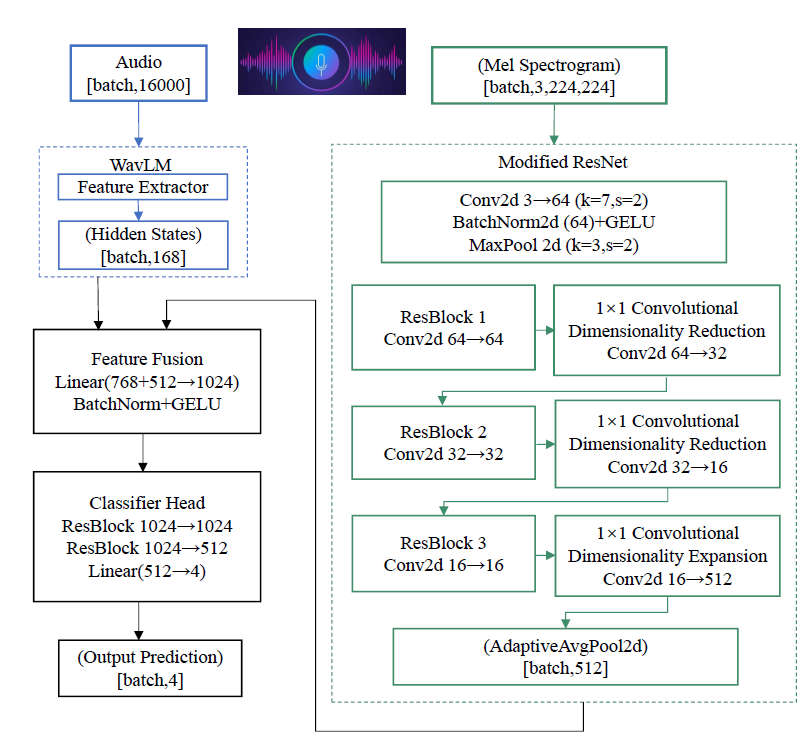 Audio
[batch,16000]
WavLM
Feature Extractor
(Hidden States)
[batch,168]
Feature Fusion
Linear(768+512→1024)
BatchNorm+GELU
Classifier Head
ResBlock 1024→1024
ResBlock 1024→512
Linear(512→4)
(Output Prediction)
[batch,4]
(Mel Spectrogram)
[batch,3,224,224]
Modified ResNet
Conv2d 3→64 (k=7,s=2)
BatchNorm2d (64)+GELU
MaxPool 2d (k=3,s=2)
ResBlock 1
Conv2d 64→64
1×1 Convolutional
Dimensionality Reduction
Conv2d 64→32
ResBlock 2
Conv2d 32→32
1×1 Convolutional
Dimensionality Reduction
Conv2d 32→16
ResBlock 3
Conv2d 16→16
1×1 Convolutional
Dimensionality Expansion
Conv2d 16→512
(AdaptiveAvgPool2d)
[batch,512]